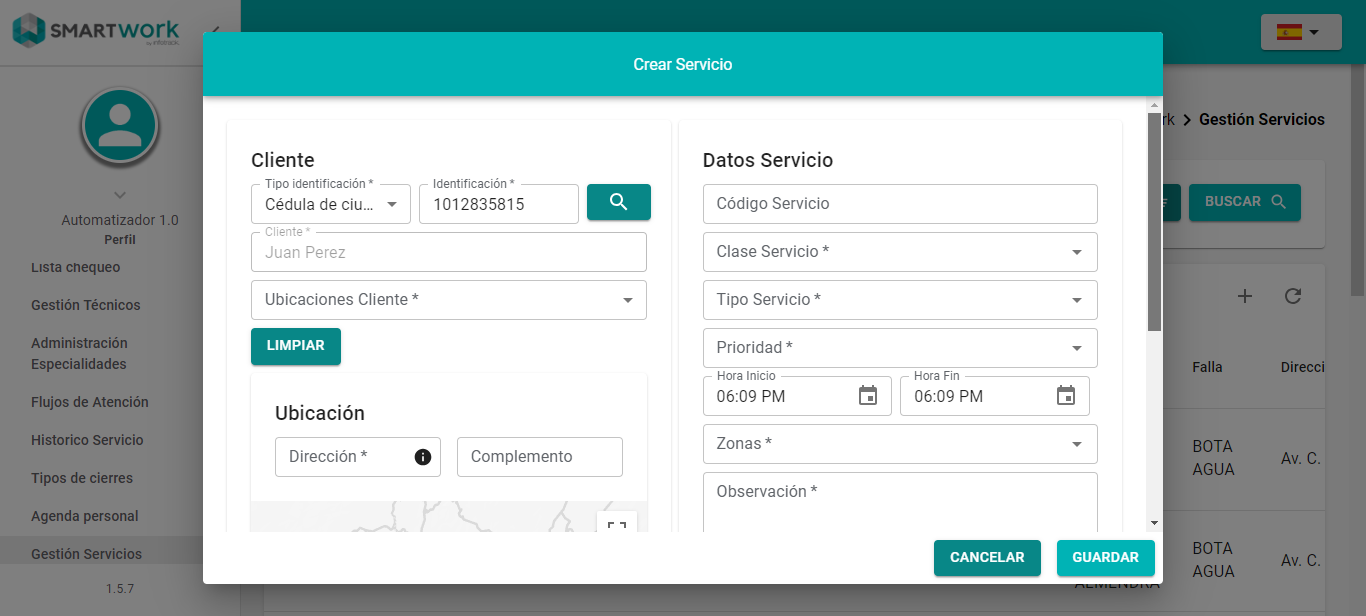 SMARTwork
by infotrack
Crear Servicio
rk > Gestión Servicios
Automatizador 1.0
Perfil
Lista chequeo
Gestión Técnicos
Administración
Especialidades
Flujos de Atención
Historico Servicio
Tipos de cierres
Agenda personal
Gestión Servicios
1.5.7
Cliente
Tipo identificación *
Cédula de ciu...
Identificación *
1012835815
Cliente *
Juan Perez
Ubicaciones Cliente *
LIMPIAR
Ubicación
Dirección *
Complemento
Datos Servicio
Código Servicio
Clase Servicio *
Tipo Servicio *
Prioridad *
Hora Inicio
06:09 PM
Hora Fin
06:09 PM
Zonas *
Observación *
CANCELAR
GUARDAR
BUSCAR
Falla
Direcci
BOTA
AGUA
Av. C.
BOTA
AGUA
Av. C.
ALMENDRA